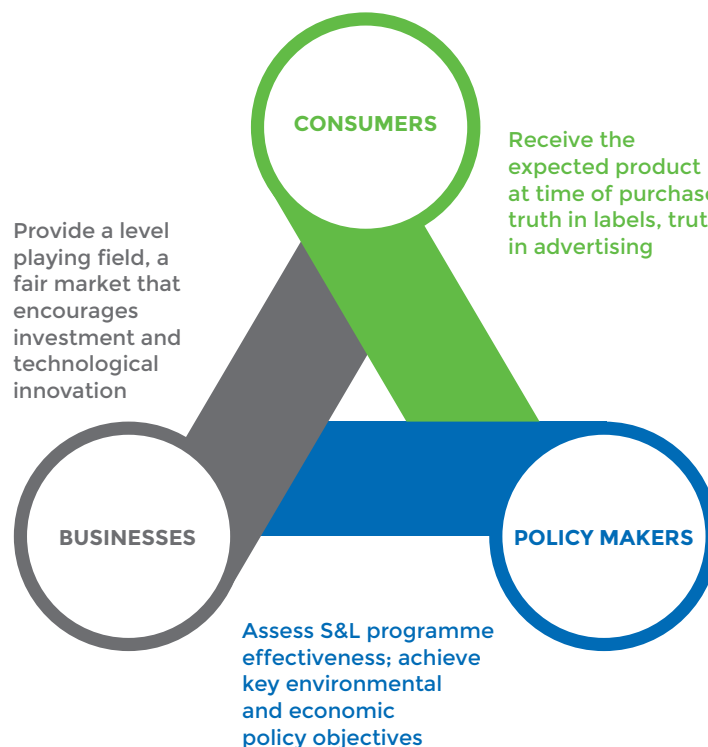 CONSUMERS
Receive the
expected product
at time of purchase
truth in labels, trut
in advertising
Provide a level
playing field, a
fair market that
encourages
investment and
technological
innovation
BUSINESSES
POLICY MAKERS
Assess S&L programme
effectiveness; achieve
key environmental
and economic
policy objectives